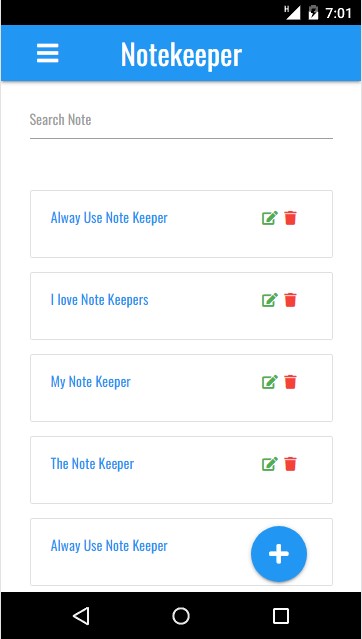 H
7:01
Notekeeper
Search Note
Alway Use Note Keeper
I love Note Keepers
My Note Keeper
The Note Keeper
Alway Use Note Keeper